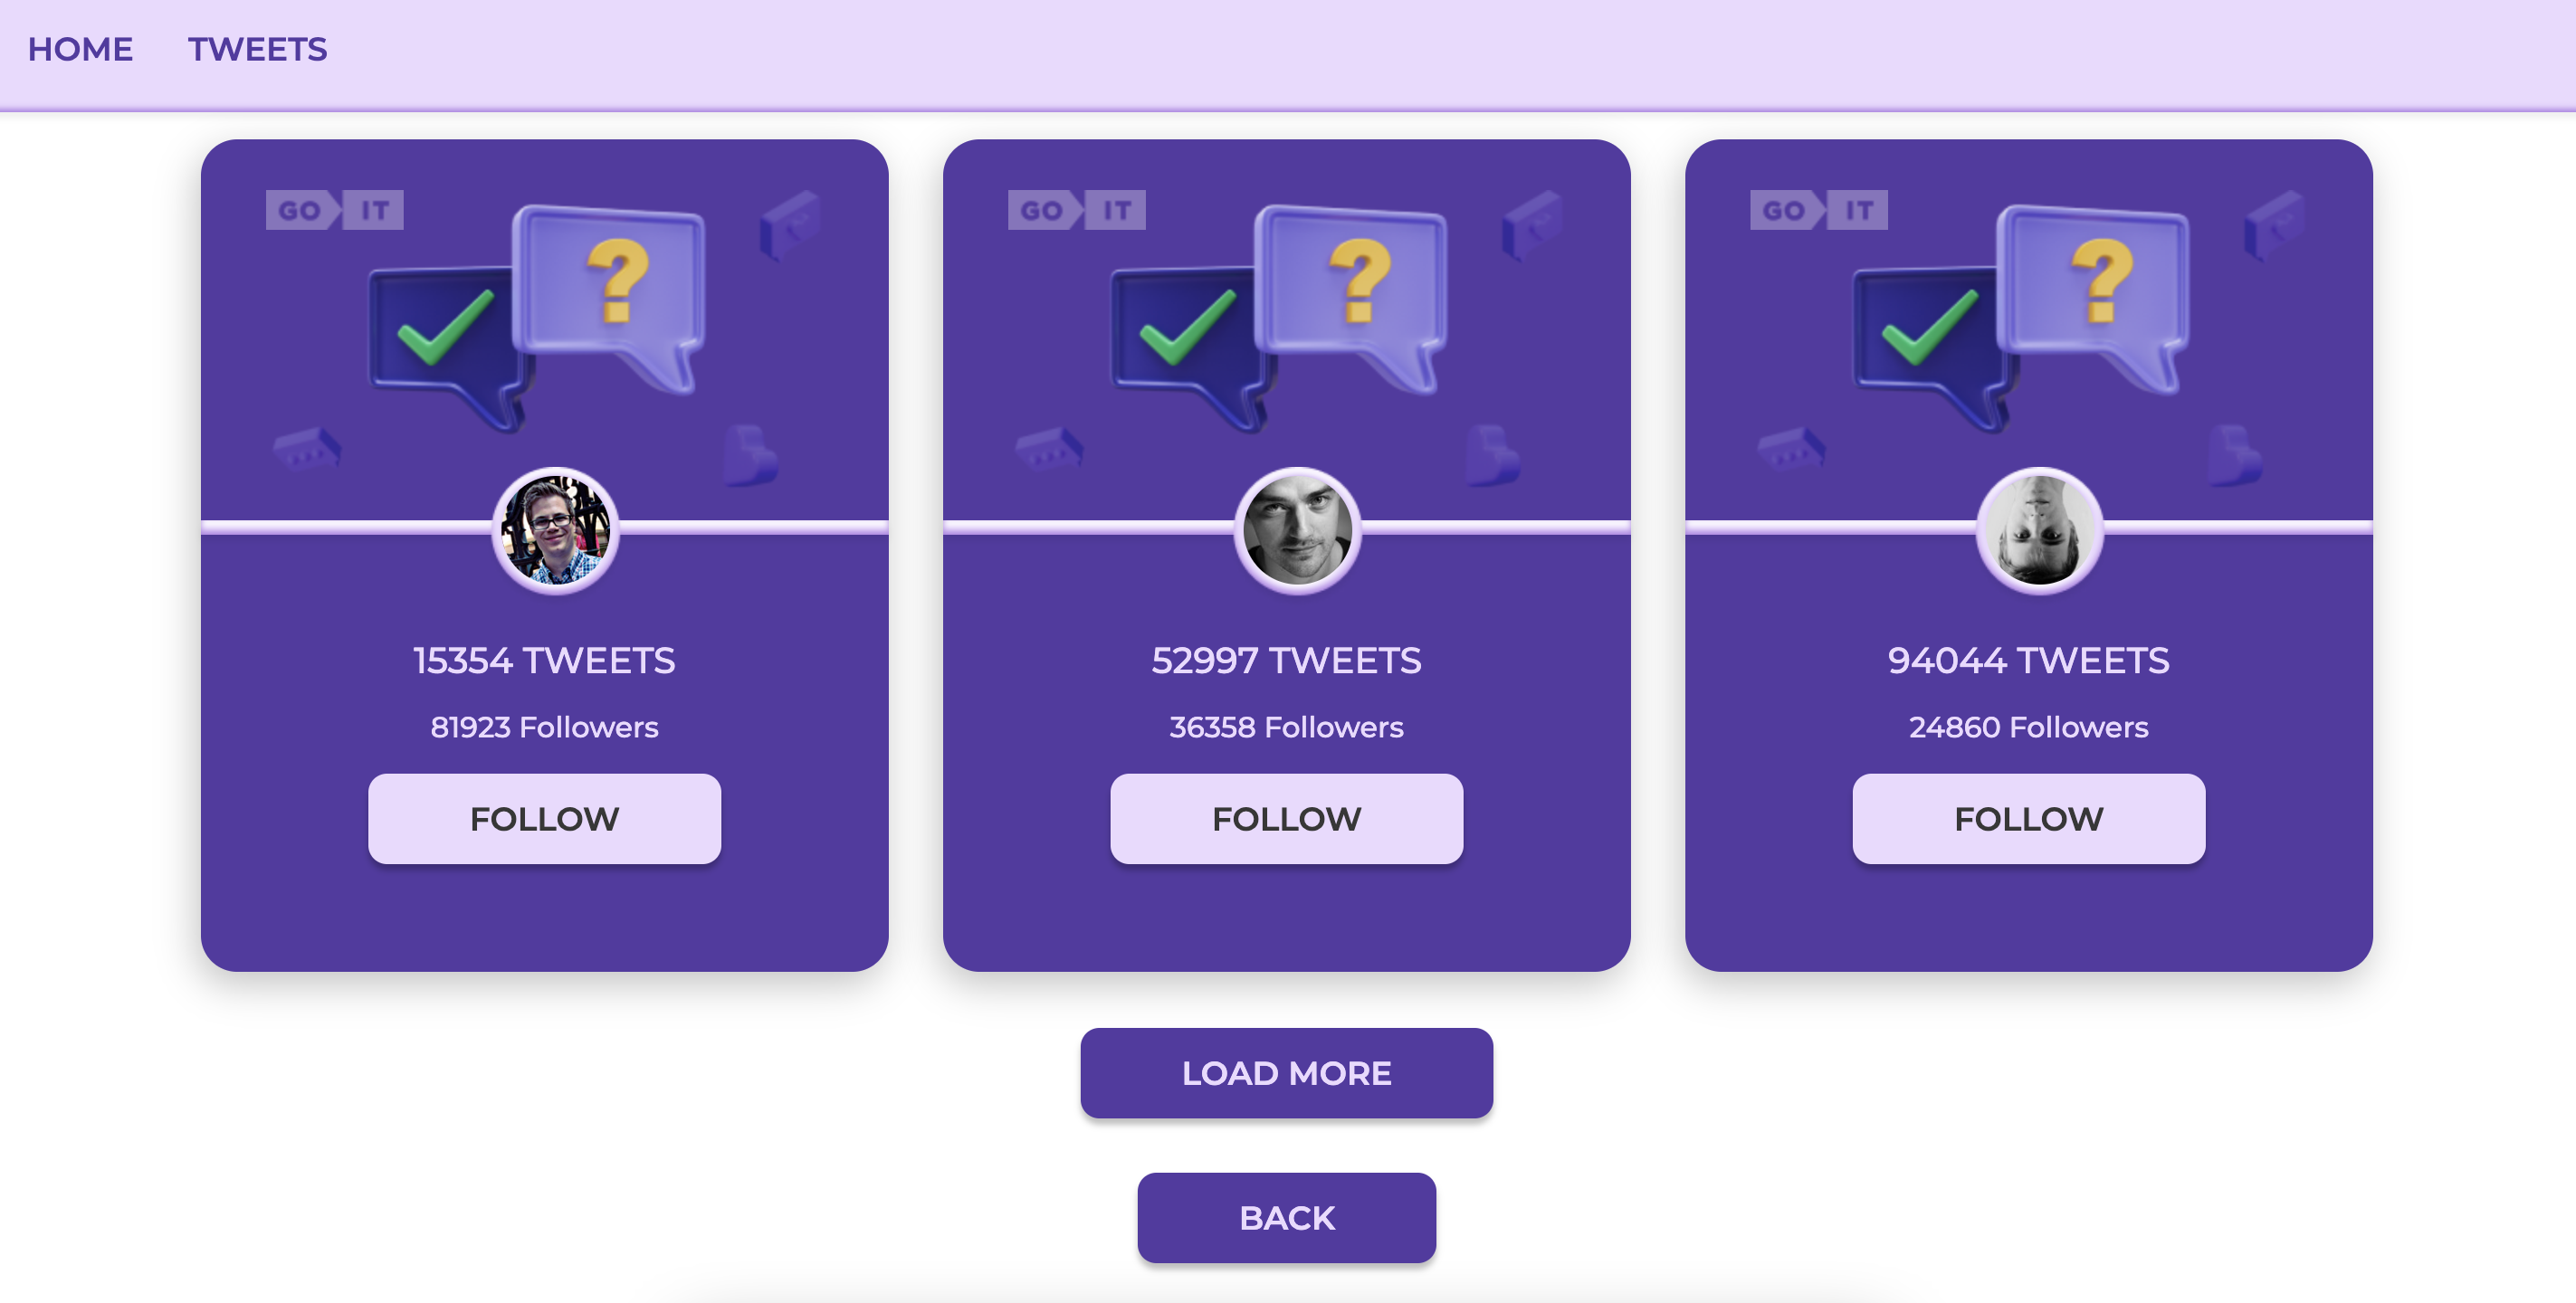 HOME TWEETS
GO IT
?
15354 TWEETS
81923 Followers
FOLLOW
GO IT
?
52997 TWEETS
36358 Followers
FOLLOW
GO IT
?
94044 TWEETS
24860 Followers
FOLLOW
LOAD MORE
BACK